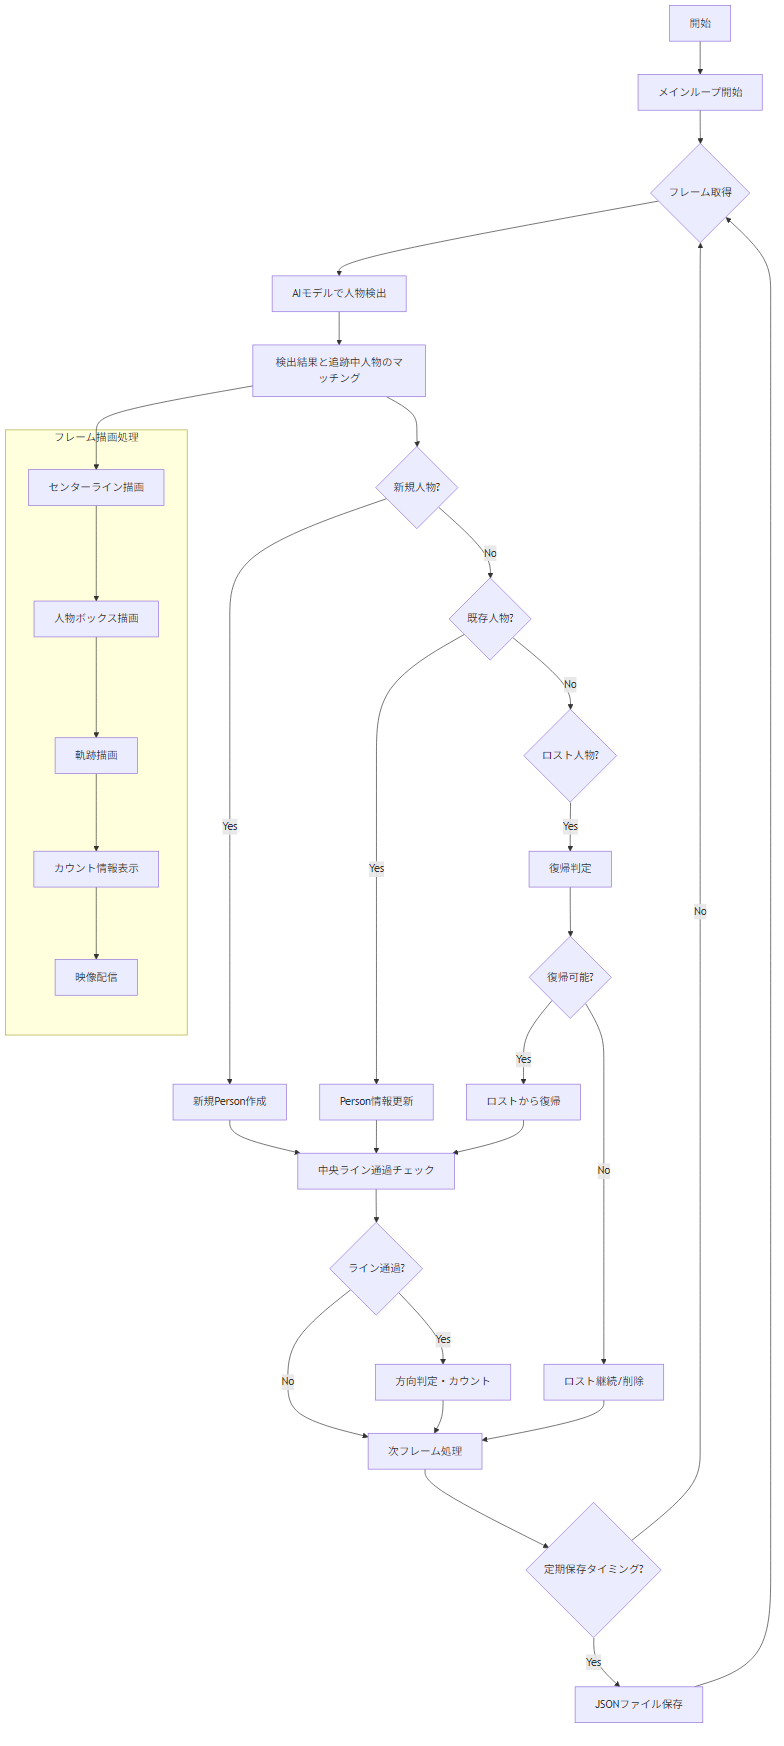 開始
メインループ開始
フレーム取得
AIモデルで人物検出
検出結果と追跡中人物のマ
ッチング
フレーム描画処理
センターライン描画
新規人物?
No
人物ボックス描画
既存人物?
No
軌跡描画
ロスト人物?
Yes
Yes
Yes
カウント情報表示
復帰判定
No
映像配信
復帰可能?
Yes
新規Person作成
Person情報更新
ロストから復帰
中央ライン通過チェック
No
ライン通過?
Yes
No
方向判定・カウント
ロスト継続/削除
次フレーム処理
定期保存タイミング?
Yes
JSONファイル保存